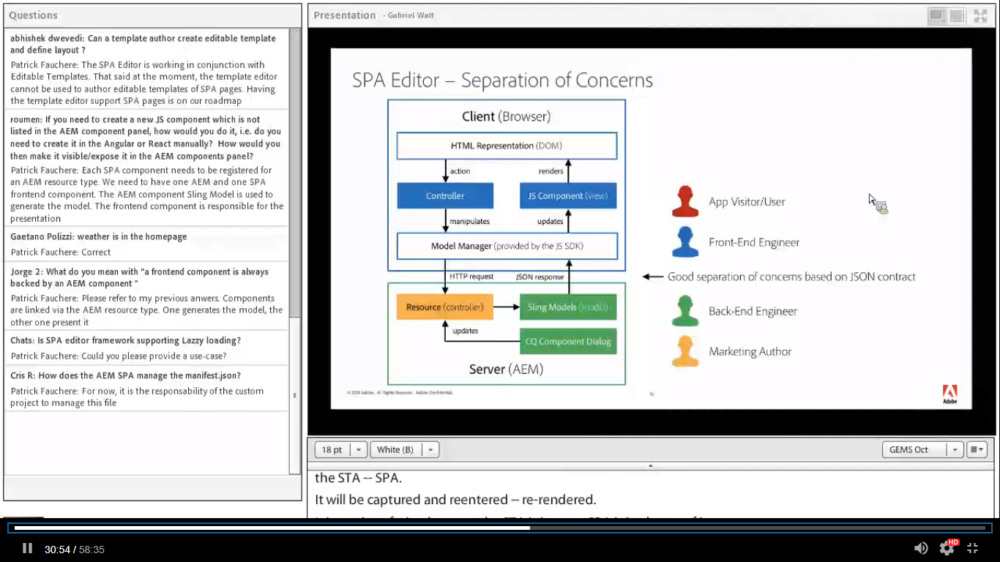 Questions
abhishek dwevedi: Can a template author create editable template
and define layout ?
Patrick Fauchere: The SPA Editor is working in conjunction with
Editable Templates. That said at the moment, the template editor
cannot be used to author editable templates of SPA pages. Having
the template editor support SPA pages is on our roadmap
roumen: If you need to create a new JS component which is not
listed in the AEM component panel, how would you do it, i.e. do you
need to create it in the Angular or React manually? How would you
then make it visible/expose it in the AEM components panel?
Patrick Fauchere: Each SPA component needs to be registered for
an AEM resource type. We need to have one AEM and one SPA
frontend component. The AEM component Sling Model is used to
generate the model. The frontend component is responsible for the
presentation
Gaetano Polizzi: weather is in the homepage
Patrick Fauchere: Correct
Jorge 2: What do you mean with "a frontend component is always
backed by an AEM component "
Patrick Fauchere: Please refer to my previous anwers. Components
are linked via the AEM resource type. One generates the model, the
other one present it
Chats: Is SPA editor framework supporting Lazy loading?
Patrick Fauchere: Could you please provide a use-case?
Cris R: How does the AEM SPA manage the manifest.json?
Patrick Fauchere: For now, it is the responsability of the custom
project to manage this file
Presentation - Gabriel Walt
SPA Editor – Separation of Concerns
Client (Browser)
HTML Representation (DOM)
action
renders
Controller
JS Component (view)
manipulates
updates
Model Manager (provided by the JS SDK)
HTTP request
JSON response
Resource (controller)
Sling Models (model)
updates
CQ Component Dialog
Server (AEM)
App Visitor/User
Front-End Engineer
Good separation of concerns based on JSON contract
Back-End Engineer
Marketing Author
© 2018 Adobe. All Rights Reserved. Adobe Confidential.
10
Adobe
18 pt
White (B)
GEMS Oct
the STA -- SPA.
It will be captured and reentered -- re-rendered.
30:54 / 58:35
HD